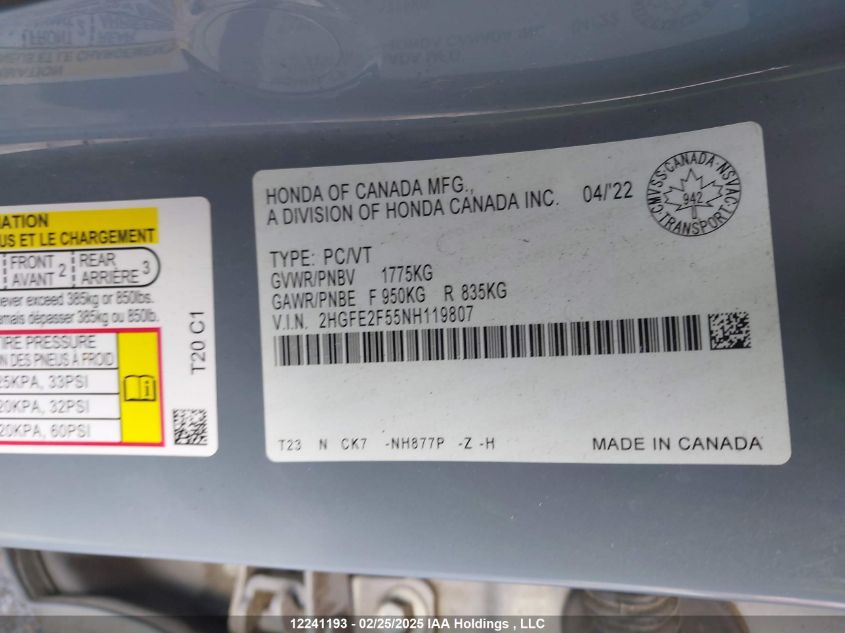 HONDA OF CANADA MFG.,
A DIVISION OF HONDA CANADA INC. 04/'22
CMVSS CANADA NSVAC
942
TRANSPORT
TYPE: PC/VT
GVWR/PNBV 1775KG
GAWR/PNBE F 950KG R 835KG
V.I.N. 2HGFE2F55NH119807
T23 N CK7 -NH877P -Z -H
MADE IN CANADA
US ET LE CHARGEMENT
FRONT 2 REAR 3
AVANT ARRIÈRE
never exceed 385kg or 850lbs.
jamais dépasser 385kg ou 850lb.
TIRE PRESSURE
DES PNEUS À FROID
25KPA, 33PSI
20KPA, 32PSI
20KPA, 60PSI
T20 C1
12241193 - 02/25/2025 IAA Holdings , LLC